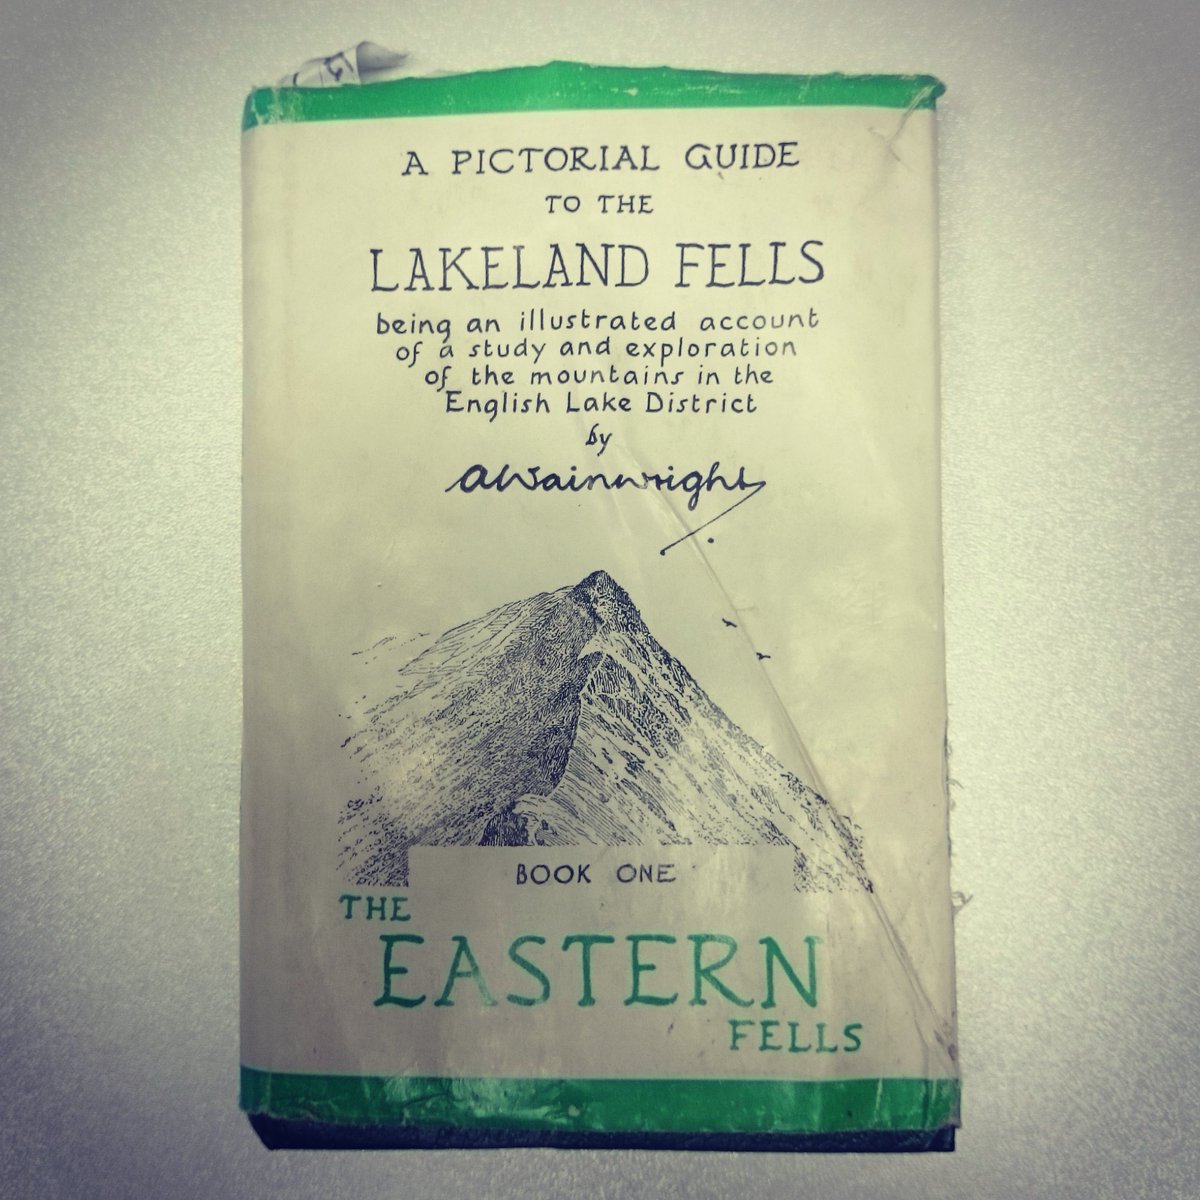 A PICTORIAL GUIDE
TO THE
LAKELAND FELLS
being an illustrated account
of a study and exploration
of the mountains in the
English Lake District
by
AWainwright
BOOK ONE
THE
EASTERN
FELLS